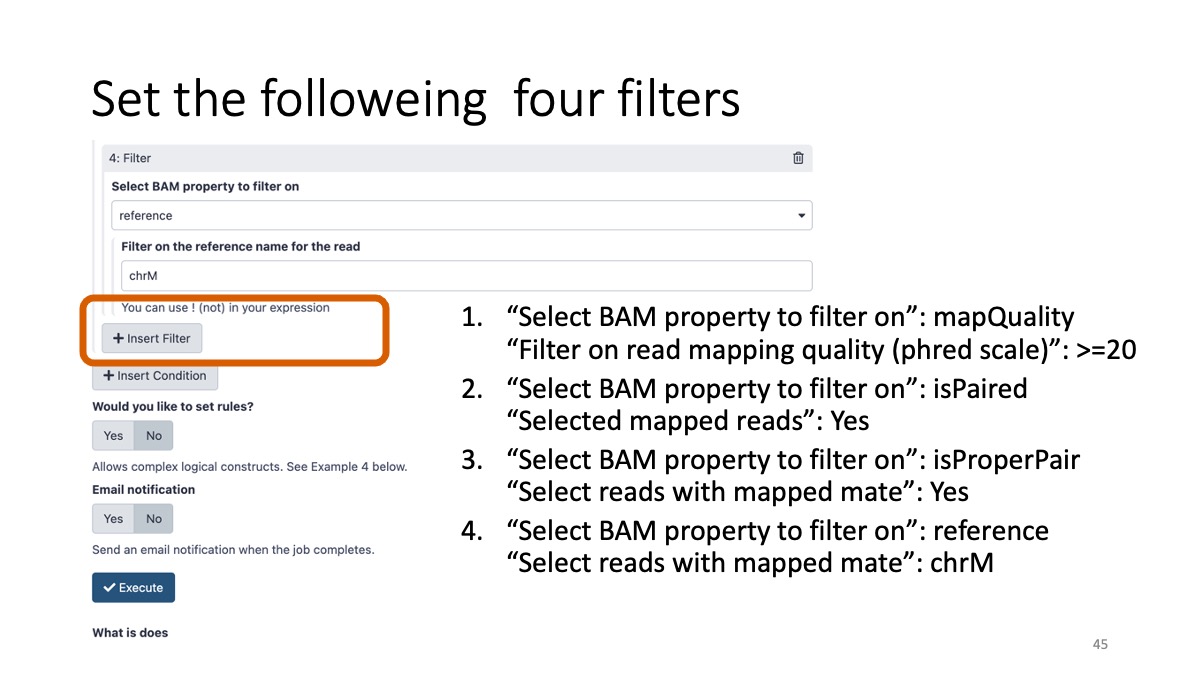 Set the followeing  four filters
4: Filter
Select BAM property to filter on
reference
Filter on the reference name for the read
chrM
You can use ! (not) in your expression
+ Insert Filter
+ Insert Condition
Would you like to set rules?
Yes No
Allows complex logical constructs. See Example 4 below.
Email notification
Yes No
Send an email notification when the job completes.
Execute
What is does
1. “Select BAM property to filter on”: mapQuality
“Filter on read mapping quality (phred scale)”: >=20
2. “Select BAM property to filter on”: isPaired
“Selected mapped reads”: Yes
3. “Select BAM property to filter on”: isProperPair
“Select reads with mapped mate”: Yes
4. “Select BAM property to filter on”: reference
“Select reads with mapped mate”: chrM
45